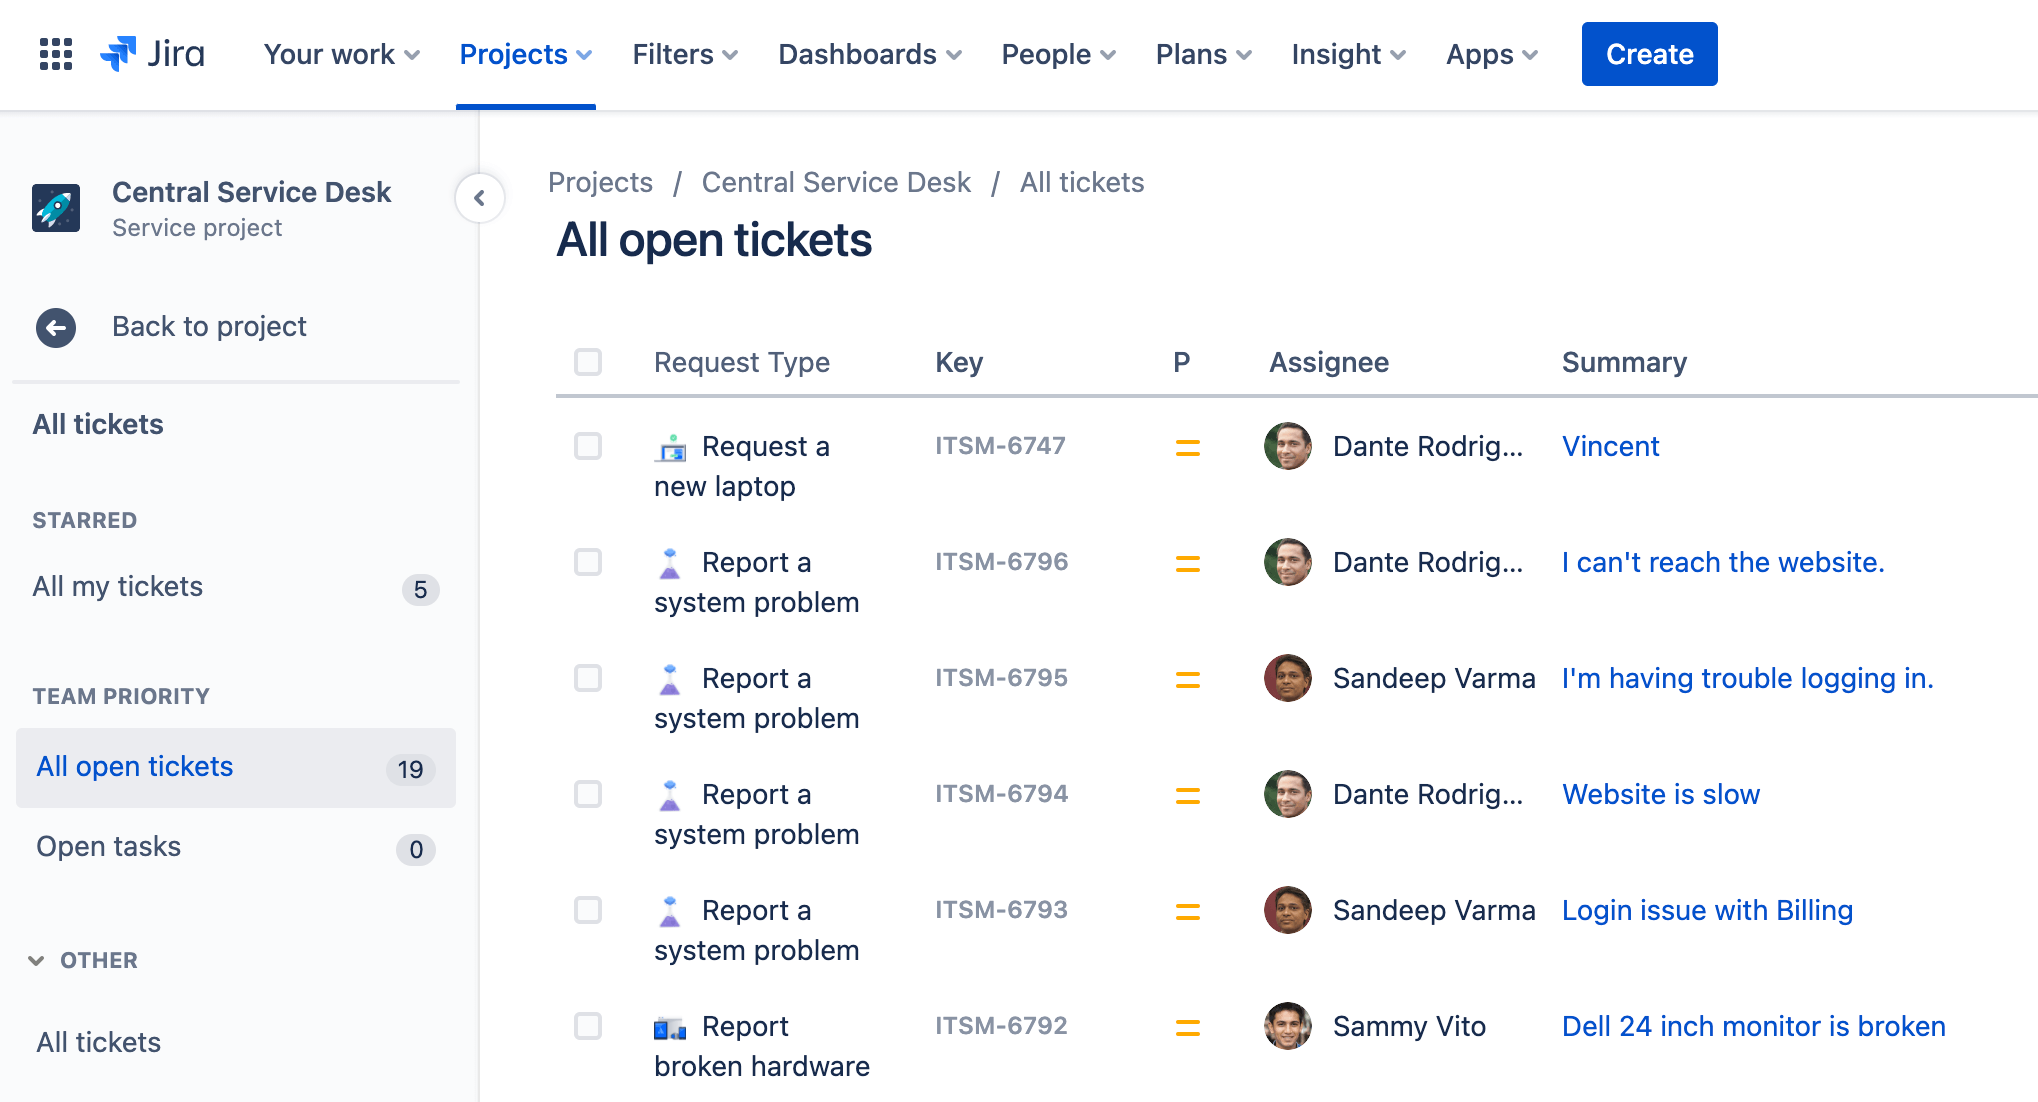 Jira Your work Projects Filters Dashboards People Plans Insight Apps Create
Central Service Desk
Service project
Back to project
All tickets
STARRED
All my tickets 5
TEAM PRIORITY
All open tickets 19
Open tasks 0
OTHER
All tickets
Projects / Central Service Desk / All tickets
All open tickets
Request Type Key P Assignee Summary
Request a ITSM-6747 Dante Rodrig... Vincent
new laptop
Report a ITSM-6796 Dante Rodrig... I can't reach the website.
system problem
Report a ITSM-6795 Sandeep Varma I'm having trouble logging in.
system problem
Report a ITSM-6794 Dante Rodrig... Website is slow
system problem
Report a ITSM-6793 Sandeep Varma Login issue with Billing
system problem
Report ITSM-6792 Sammy Vito Dell 24 inch monitor is broken
broken hardware